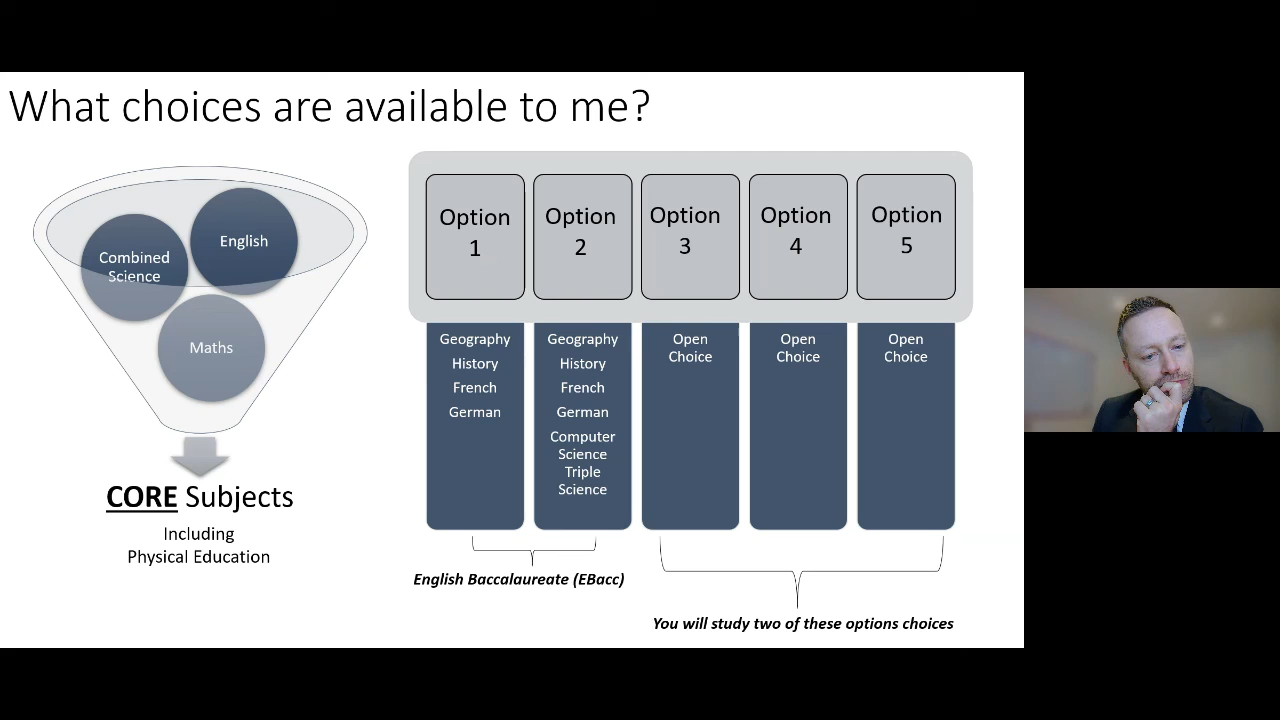 What choices are available to me?
Combined
Science
English
Maths
CORE Subjects
Including
Physical Education
Option
1
Option
2
Option
3
Option
4
Option
5
Geography
History
French
German
Geography
History
French
German
Computer
Science
Triple
Science
Open
Choice
Open
Choice
Open
Choice
English Baccalaureate (EBacc)
You will study two of these options choices